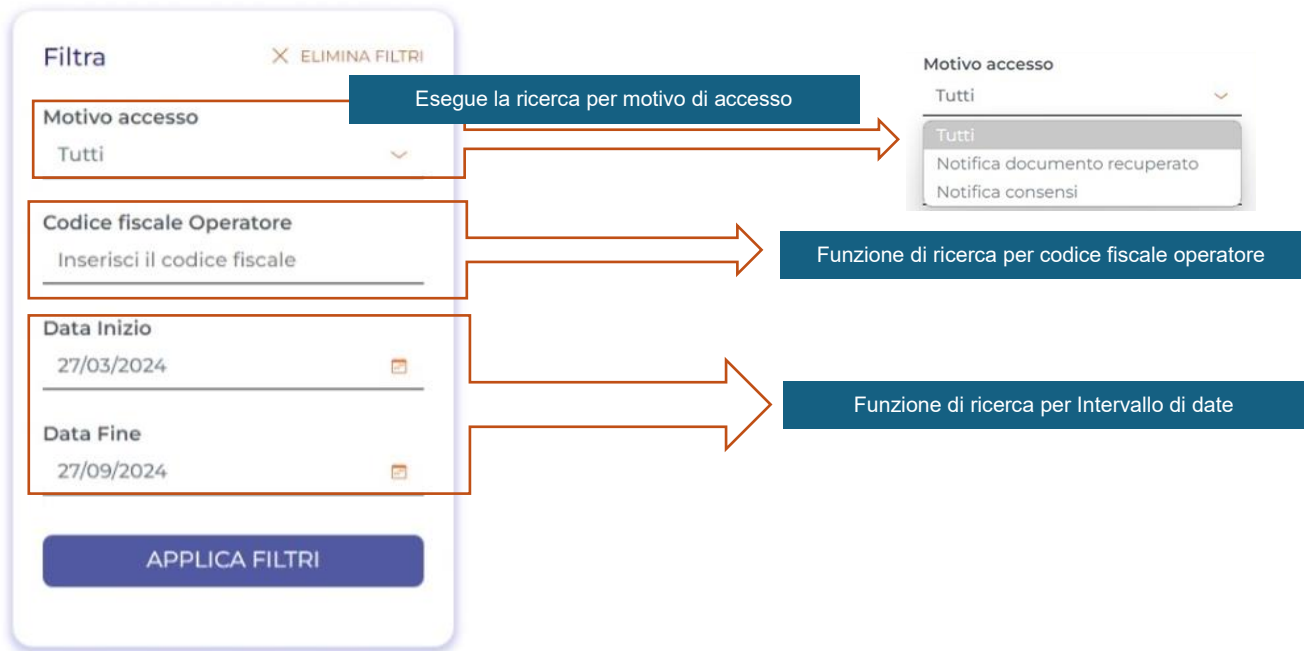 Filtra
ELIMINA FILTRI
Esegue la ricerca per motivo di accesso
Motivo accesso
Tutti
Motivo accesso
Tutti
Tutti
Notifica documento recuperato
Notifica consensi
Codice fiscale Operatore
Inserisci il codice fiscale
Funzione di ricerca per codice fiscale operatore
Data Inizio
27/03/2024
Data Fine
27/09/2024
Funzione di ricerca per Intervallo di date
APPLICA FILTRI